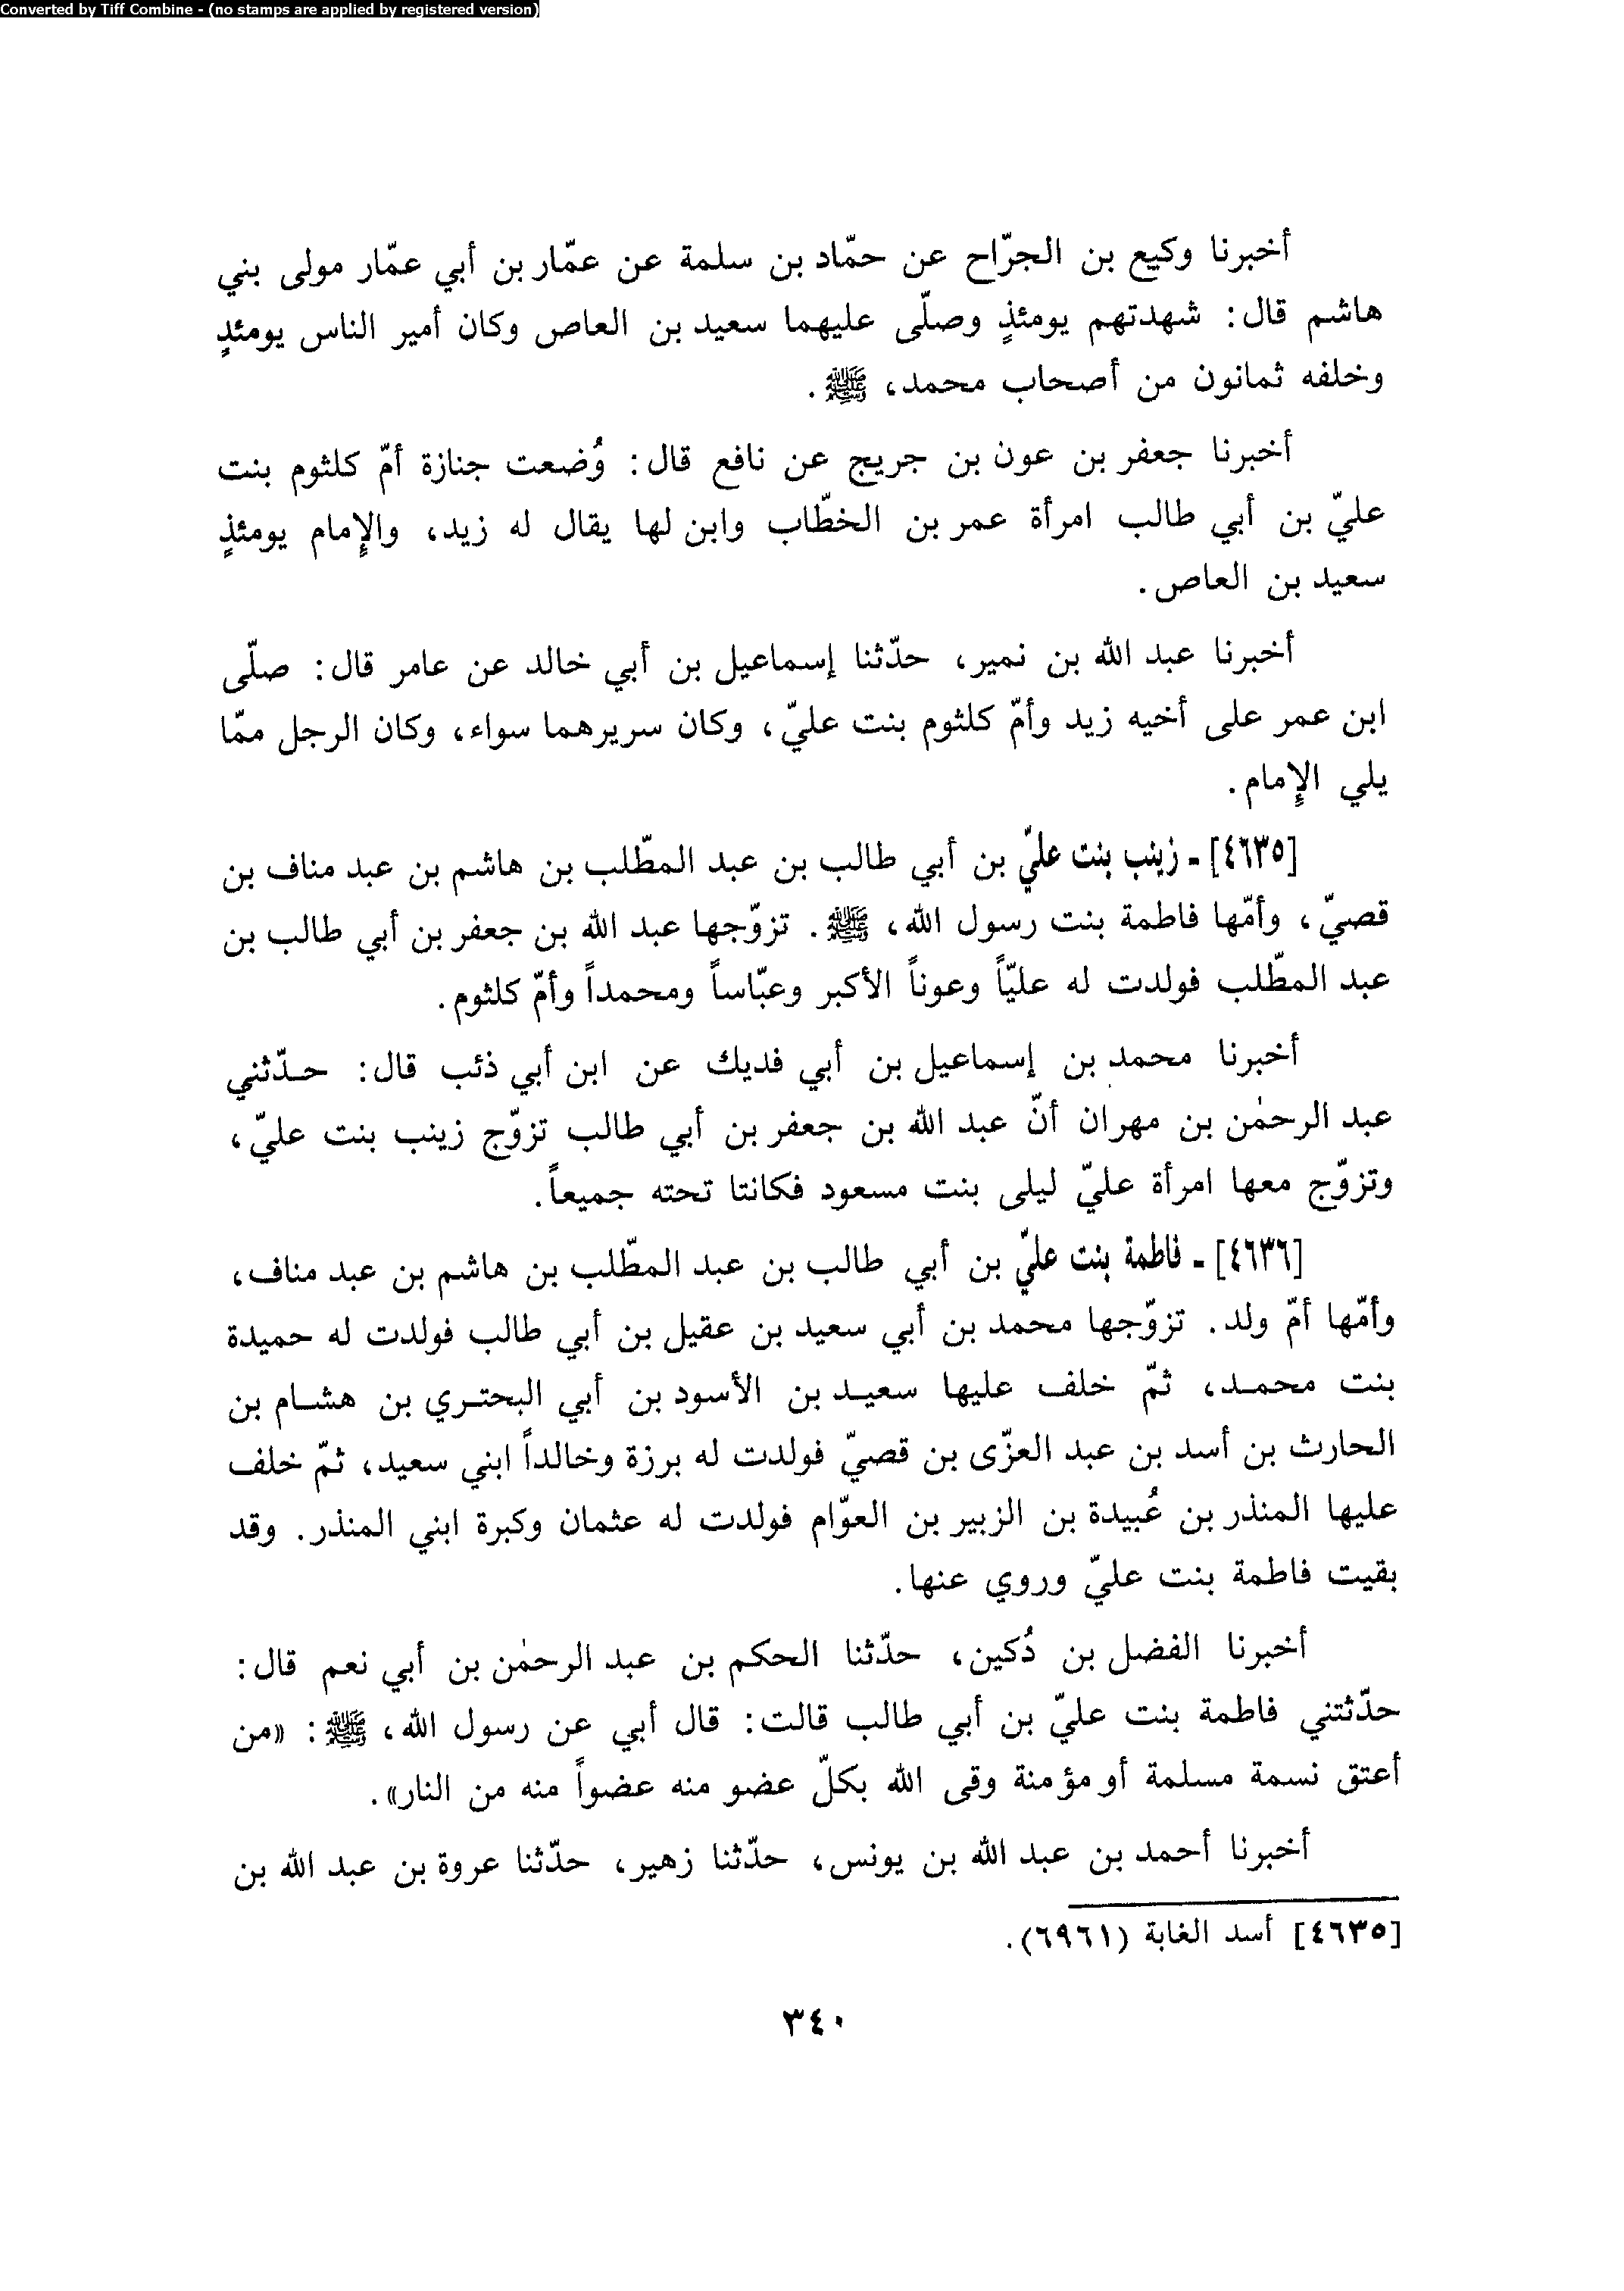 Converted by Tiff Combine - (no stamps are applied by registered version)
أخبرنا وكيع بن الجرّاح عن حمّاد بن سلمة عن عمّار بن أبي عمّار مولى بني
هاشم قال: شهدتهم يومئذٍ وصلّى عليهما سعيد بن العاص وكان أمير الناس يومئذٍ
وخلفه ثمانون من أصحاب محمد، ﷺ.
أخبرنا جعفر بن عون بن جريج عن نافع قال: وُضعت جنازة أمّ كلثوم بنت
عليّ بن أبي طالب امرأة عمر بن الخطّاب وابن لها يقال له زيد، والإمام يومئذٍ
سعيد بن العاص.
أخبرنا عبد الله بن نمير، حدّثنا إسماعيل بن أبي خالد عن عامر قال: صلّى
ابن عمر على أخيه زيد وأمّ كلثوم بنت عليّ، وكان سريرهما سواء، وكان الرجل ممّا
يلي الإمام.
[٤٦٣٥] - زينب بنت عليّ بن أبي طالب بن عبد المطّلب بن هاشم بن عبد مناف بن
قصيّ، وأمّها فاطمة بنت رسول الله، ﷺ. تزوّجها عبد الله بن جعفر بن أبي طالب بن
عبد المطّلب فولدت له عليّاً وعوناً الأكبر وعبّاساً ومحمداً وأمّ كلثوم.
أخبرنا محمد بن إسماعيل بن أبي فديك عن ابن أبي ذئب قال: حدّثني
عبد الرحمٰن بن مهران أنّ عبد الله بن جعفر بن أبي طالب تزوّج زينب بنت عليّ،
وتزوّج معها امرأة عليّ ليلى بنت مسعود فكانتا تحته جميعاً.
[٤٦٣٦] - فاطمة بنت عليّ بن أبي طالب بن عبد المطّلب بن هاشم بن عبد مناف،
وأمّها أمّ ولد. تزوّجها محمد بن أبي سعيد بن عقيل بن أبي طالب فولدت له حميدة
بنت محمد، ثمّ خلف عليها سعيد بن الأسود بن أبي البحتري بن هشام بن
الحارث بن أسد بن عبد العزّى بن قصيّ فولدت له برزة وخالداً ابني سعيد، ثمّ خلف
عليها المنذر بن عُبيدة بن الزبير بن العوّام فولدت له عثمان وكبرة ابني المنذر. وقد
بقيت فاطمة بنت عليّ وروي عنها.
أخبرنا الفضل بن دُكين، حدّثنا الحكم بن عبد الرحمٰن بن أبي نعم قال:
حدّثتني فاطمة بنت عليّ بن أبي طالب قالت: قال أبي عن رسول الله، ﷺ: «من
أعتق نسمة مسلمة أو مؤمنة وقى الله بكلّ عضو منه عضواً منه من النار».
أخبرنا أحمد بن عبد الله بن يونس، حدّثنا زهير، حدّثنا عروة بن عبد الله بن
[٤٦٣٥] أسد الغابة (٦٩٦١).
٣٤٠